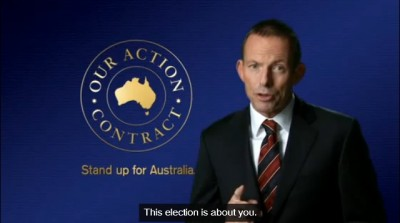 OUR ACTION
CONTRACT
Stand up for Australia.
This election is about you.